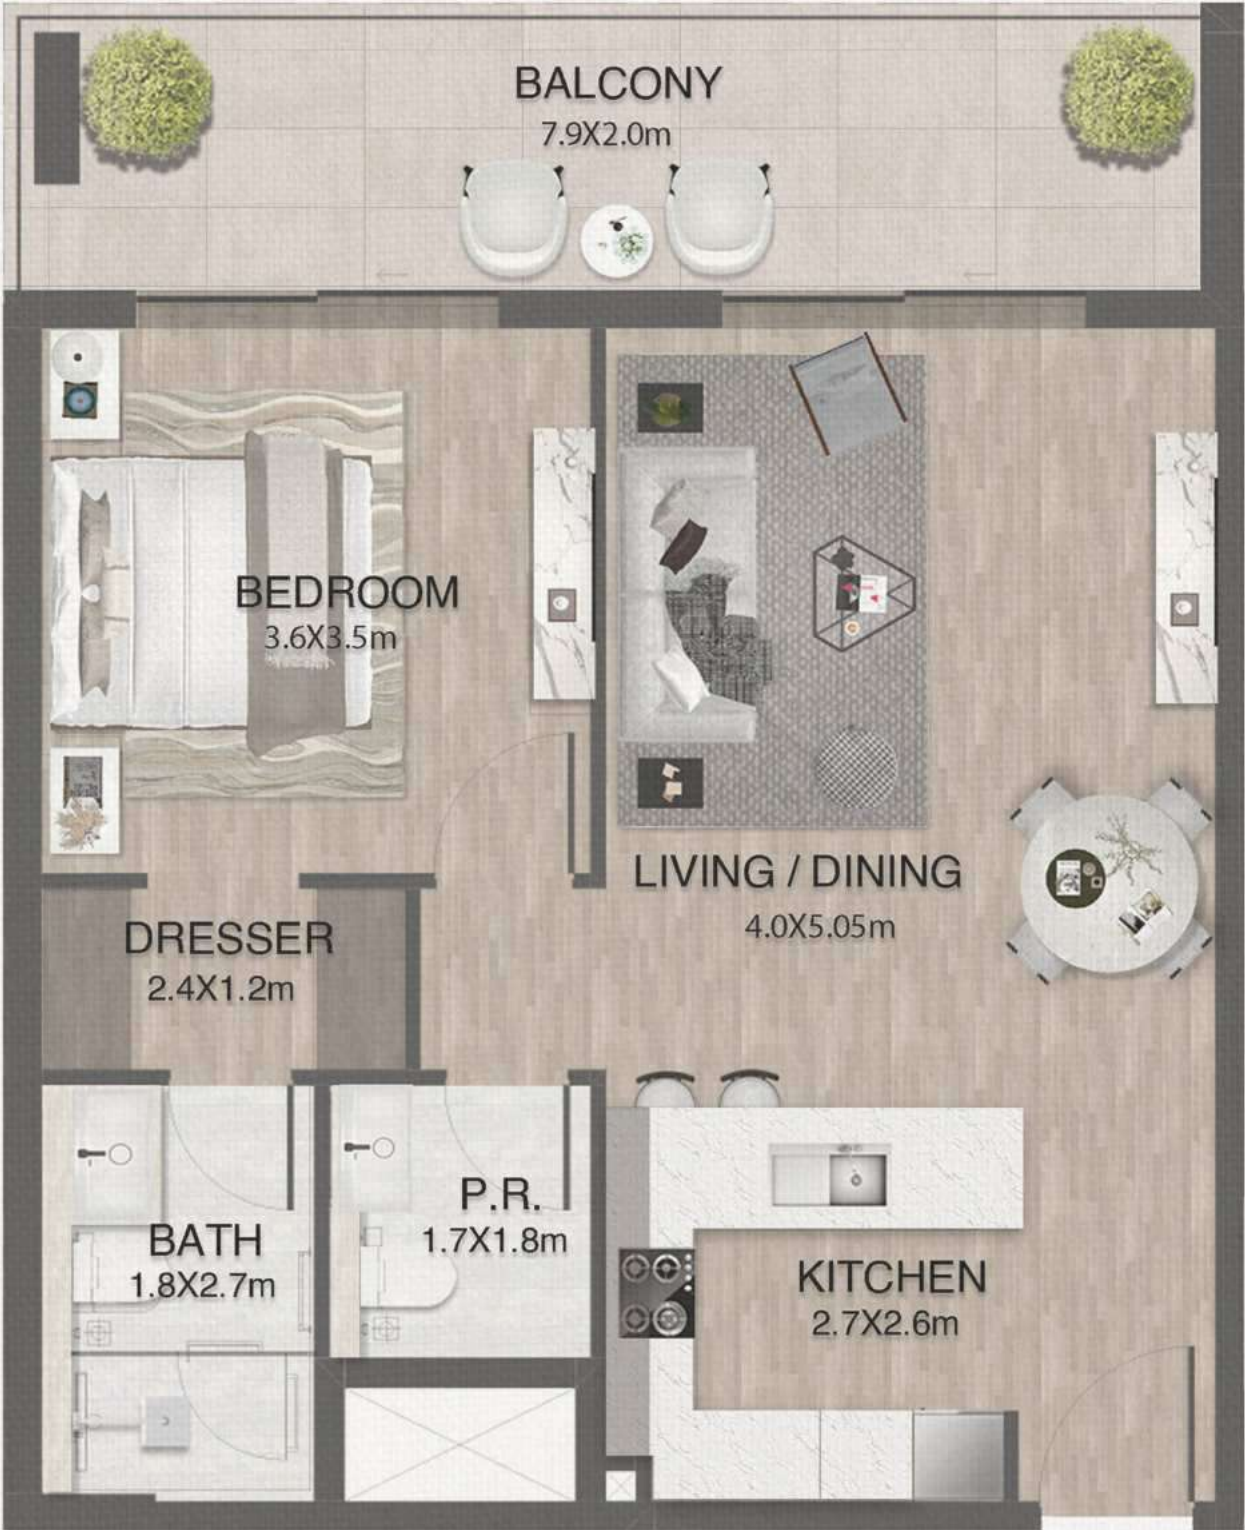 BALCONY
7.9X2.0m
BEDROOM
3.6X3.5m
LIVING / DINING
4.0X5.05m
DRESSER
2.4X1.2m
P.R.
1.7X1.8m
BATH
1.8X2.7m
KITCHEN
2.7X2.6m